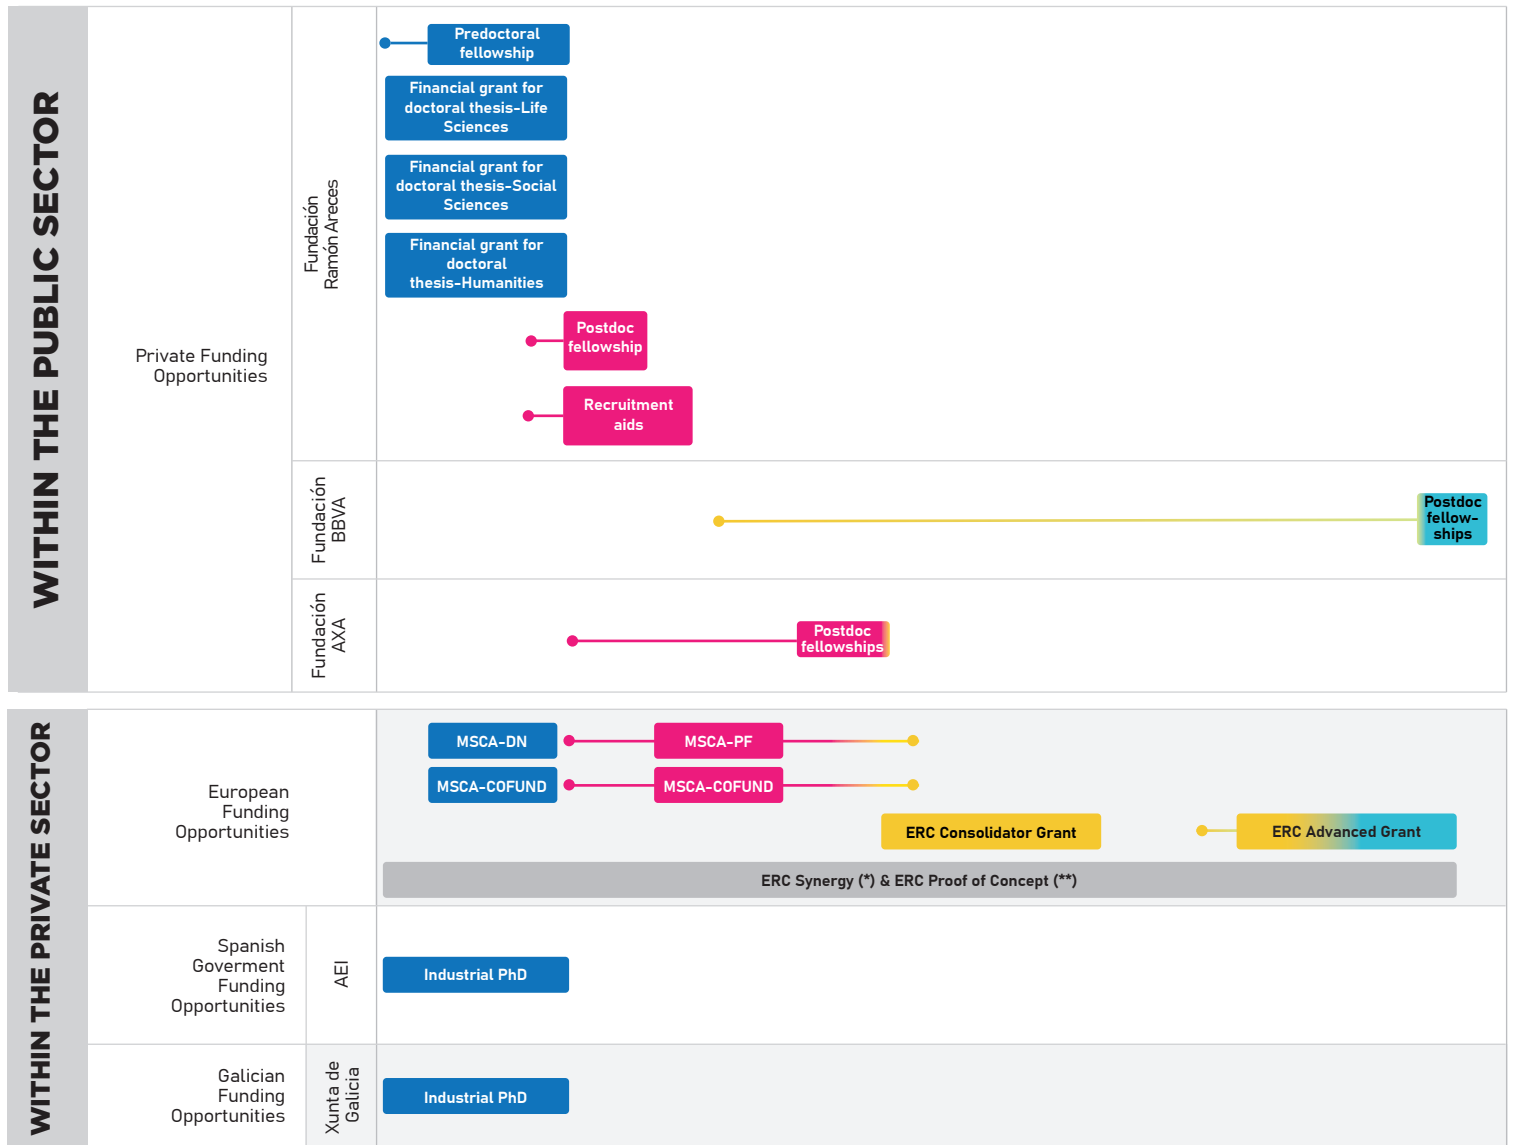 WITHIN THE PUBLIC SECTOR
Private Funding
Opportunities
Fundación
Ramón Areces
Predoctoral
fellowship
Financial grant for
doctoral thesis-Life
Sciences
Financial grant for
doctoral thesis-Social
Sciences
Financial grant for
doctoral
thesis-Humanities
Postdoc
fellowship
Recruitment
aids
Fundación
BBVA
Postdoc
fellow-
ships
Fundación
AXA
Postdoc
fellowships
WITHIN THE PRIVATE SECTOR
European
Funding
Opportunities
MSCA-DN
MSCA-PF
MSCA-COFUND
MSCA-COFUND
ERC Consolidator Grant
ERC Advanced Grant
ERC Synergy (*) & ERC Proof of Concept (**)
Spanish
Goverment
Funding
Opportunities
AEI
Industrial PhD
Galician
Funding
Opportunities
Xunta de
Galicia
Industrial PhD